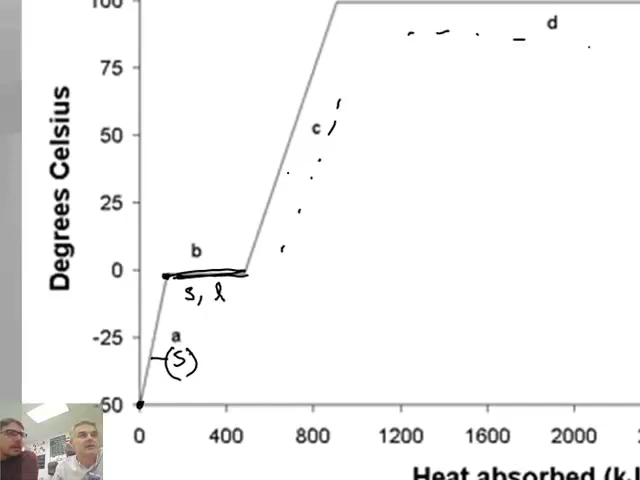 100
d
75
c
50
Degrees Celsius
25
b
0
s, l
-25
a
(s)
-50
0 400 800 1200 1600 2000
Heat absorbed (kJ